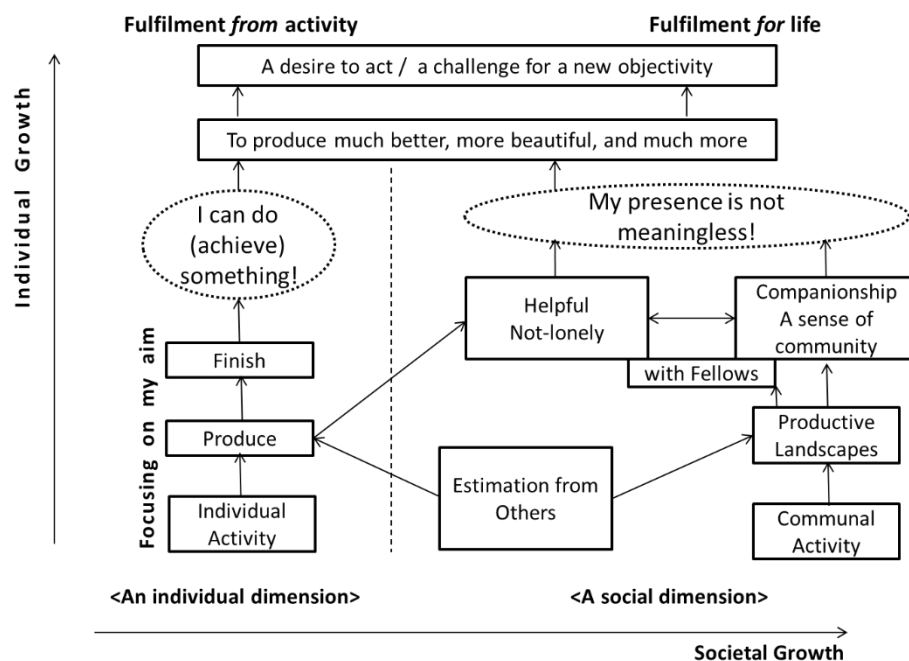 Fulfilment from activity
Fulfilment for life
A desire to act / a challenge for a new objectivity
To produce much better, more beautiful, and much more
I can do
(achieve)
something!
My presence is not
meaningless!
Helpful
Not-lonely
Companionship
A sense of
community
with Fellows
Finish
Produce
Individual
Activity
Estimation from
Others
Productive
Landscapes
Communal
Activity
Individual Growth
Focusing on my aim
<An individual dimension>
<A social dimension>
Societal Growth